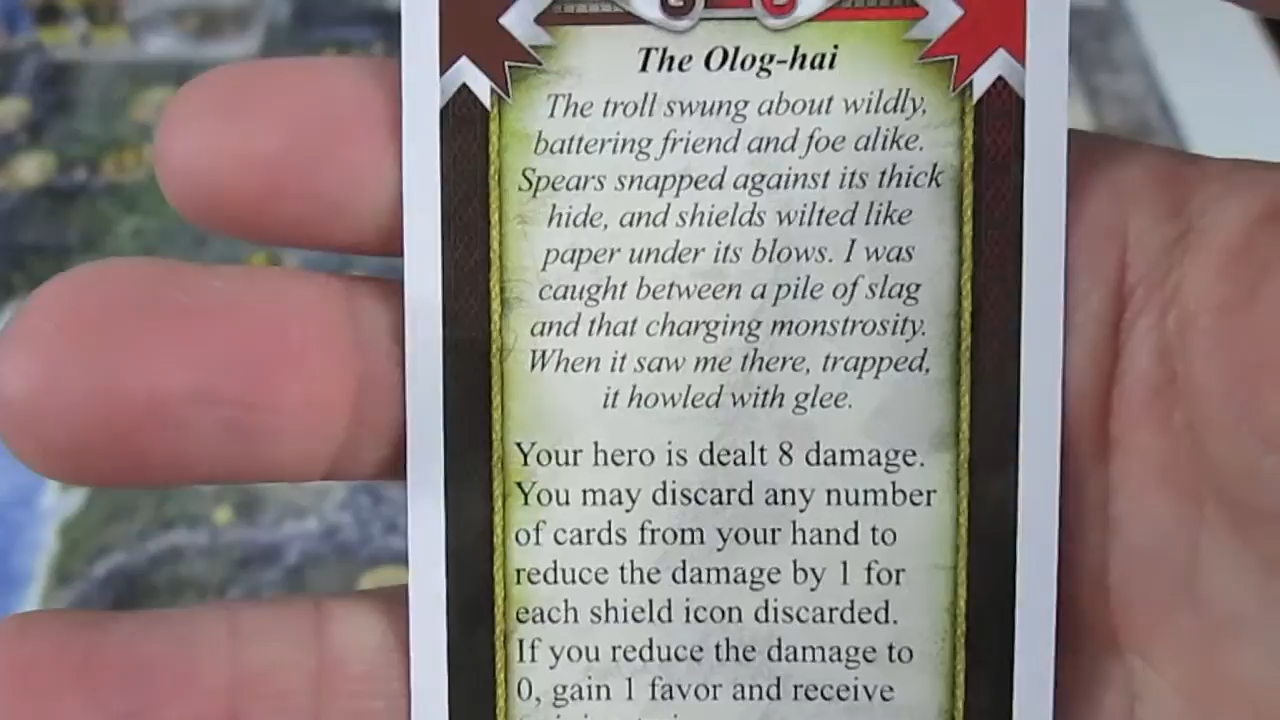 The Olog-hai
The troll swung about wildly,
battering friend and foe alike.
Spears snapped against its thick
hide, and shields wilted like
paper under its blows. I was
caught between a pile of slag
and that charging monstrosity.
When it saw me there, trapped,
it howled with glee.
Your hero is dealt 8 damage.
You may discard any number
of cards from your hand to
reduce the damage by 1 for
each shield icon discarded.
If you reduce the damage to
0, gain 1 favor and receive